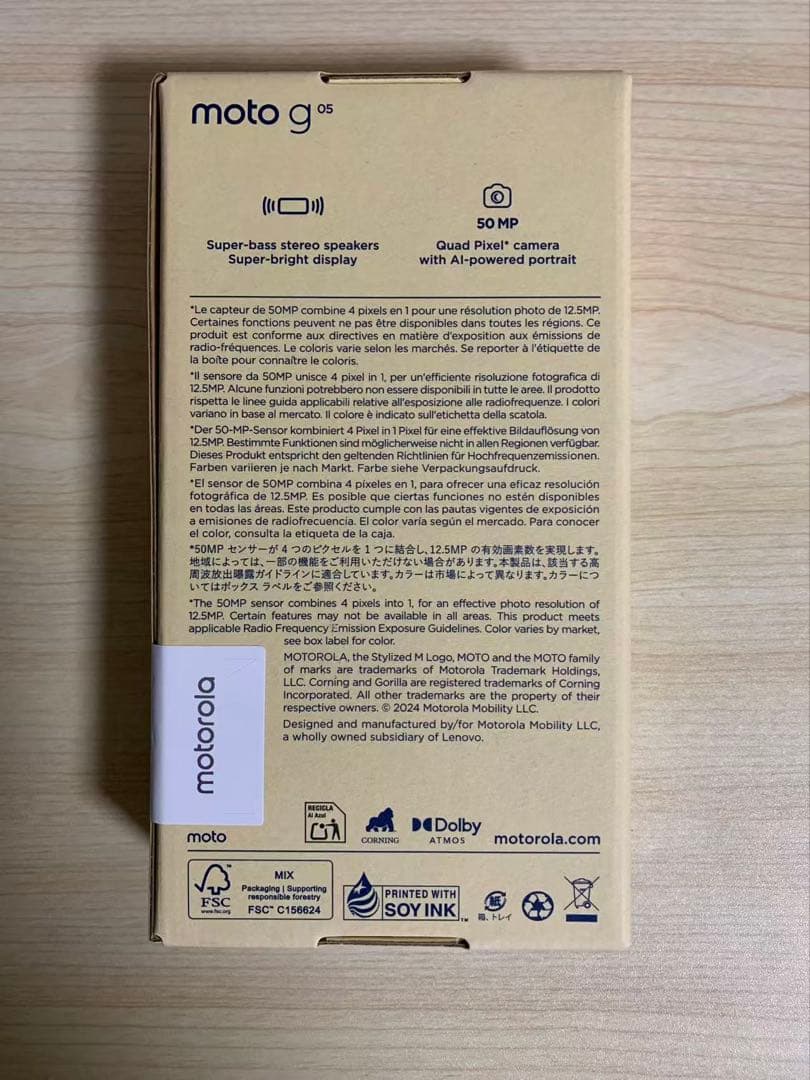 moto g 05
Super-bass stereo speakers
Super-bright display
50 MP
Quad Pixel* camera
with AI-powered portrait
*Le capteur de 50MP combine 4 pixels en 1 pour une résolution photo de 12.5MP.
Certaines fonctions peuvent ne pas être disponibles dans toutes les régions. Ce
produit est conforme aux directives en matière d'exposition aux émissions de
radio-fréquences. Le coloris varie selon les marchés. Se reporter à l'étiquette de
la boîte pour connaître le coloris.
*Il sensore da 50MP unisce 4 pixel in 1, per un'efficiente risoluzione fotografica di
12.5MP. Alcune funzioni potrebbero non essere disponibili in tutte le aree. Il prodotto
rispetta le linee guida applicabili relative all'esposizione alle radiofrequenze. I colori
variano in base al mercato. Il colore è indicato sull'etichetta della scatola.
*Der 50-MP-Sensor kombiniert 4 Pixel in 1 Pixel für eine effektive Bildauflösung von
12.5MP. Bestimmte Funktionen sind möglicherweise nicht in allen Regionen verfügbar.
Dieses Produkt entspricht den geltenden Richtlinien für Hochfrequenzemissionen.
Farben variieren je nach Markt. Farbe siehe Verpackungsaufdruck.
*El sensor de 50MP combina 4 píxeles en 1, para ofrecer una eficaz resolución
fotográfica de 12.5MP. Es posible que ciertas funciones no estén disponibles
en todas las áreas. Este producto cumple con las pautas vigentes de exposición
a emisiones de radiofrecuencia. El color varía según el mercado. Para conocer
el color, consulta la etiqueta de la caja.
*50MP センサーが 4 つのピクセルを 1 つに結合し、12.5MP の有効画素数を実現します。
地域によっては、一部の機能をご利用いただけない場合があります。本製品は、該当する高
周波放出曝露ガイドラインに適合しています。カラーは市場によって異なります。カラーにつ
いてはボックス ラベルをご参照ください。
*The 50MP sensor combines 4 pixels into 1, for an effective photo resolution of
12.5MP. Certain features may not be available in all areas. This product meets
applicable Radio Frequency Emission Exposure Guidelines. Color varies by market,
see box label for color.
MOTOROLA, the Stylized M Logo, MOTO and the MOTO family
of marks are trademarks of Motorola Trademark Holdings,
LLC. Corning and Gorilla are registered trademarks of Corning
Incorporated. All other trademarks are the property of their
respective owners. © 2024 Motorola Mobility LLC.
Designed and manufactured by/for Motorola Mobility LLC,
a wholly owned subsidiary of Lenovo.
motorola
moto
RECICLA
Al Azul
CORNING
Dolby
ATMOS
motorola.com
FSC™
www.fsc.org
MIX
Packaging | Supporting
responsible forestry
FSC™ C156624
PRINTED WITH
SOY INK™
紙
箱、トレイ